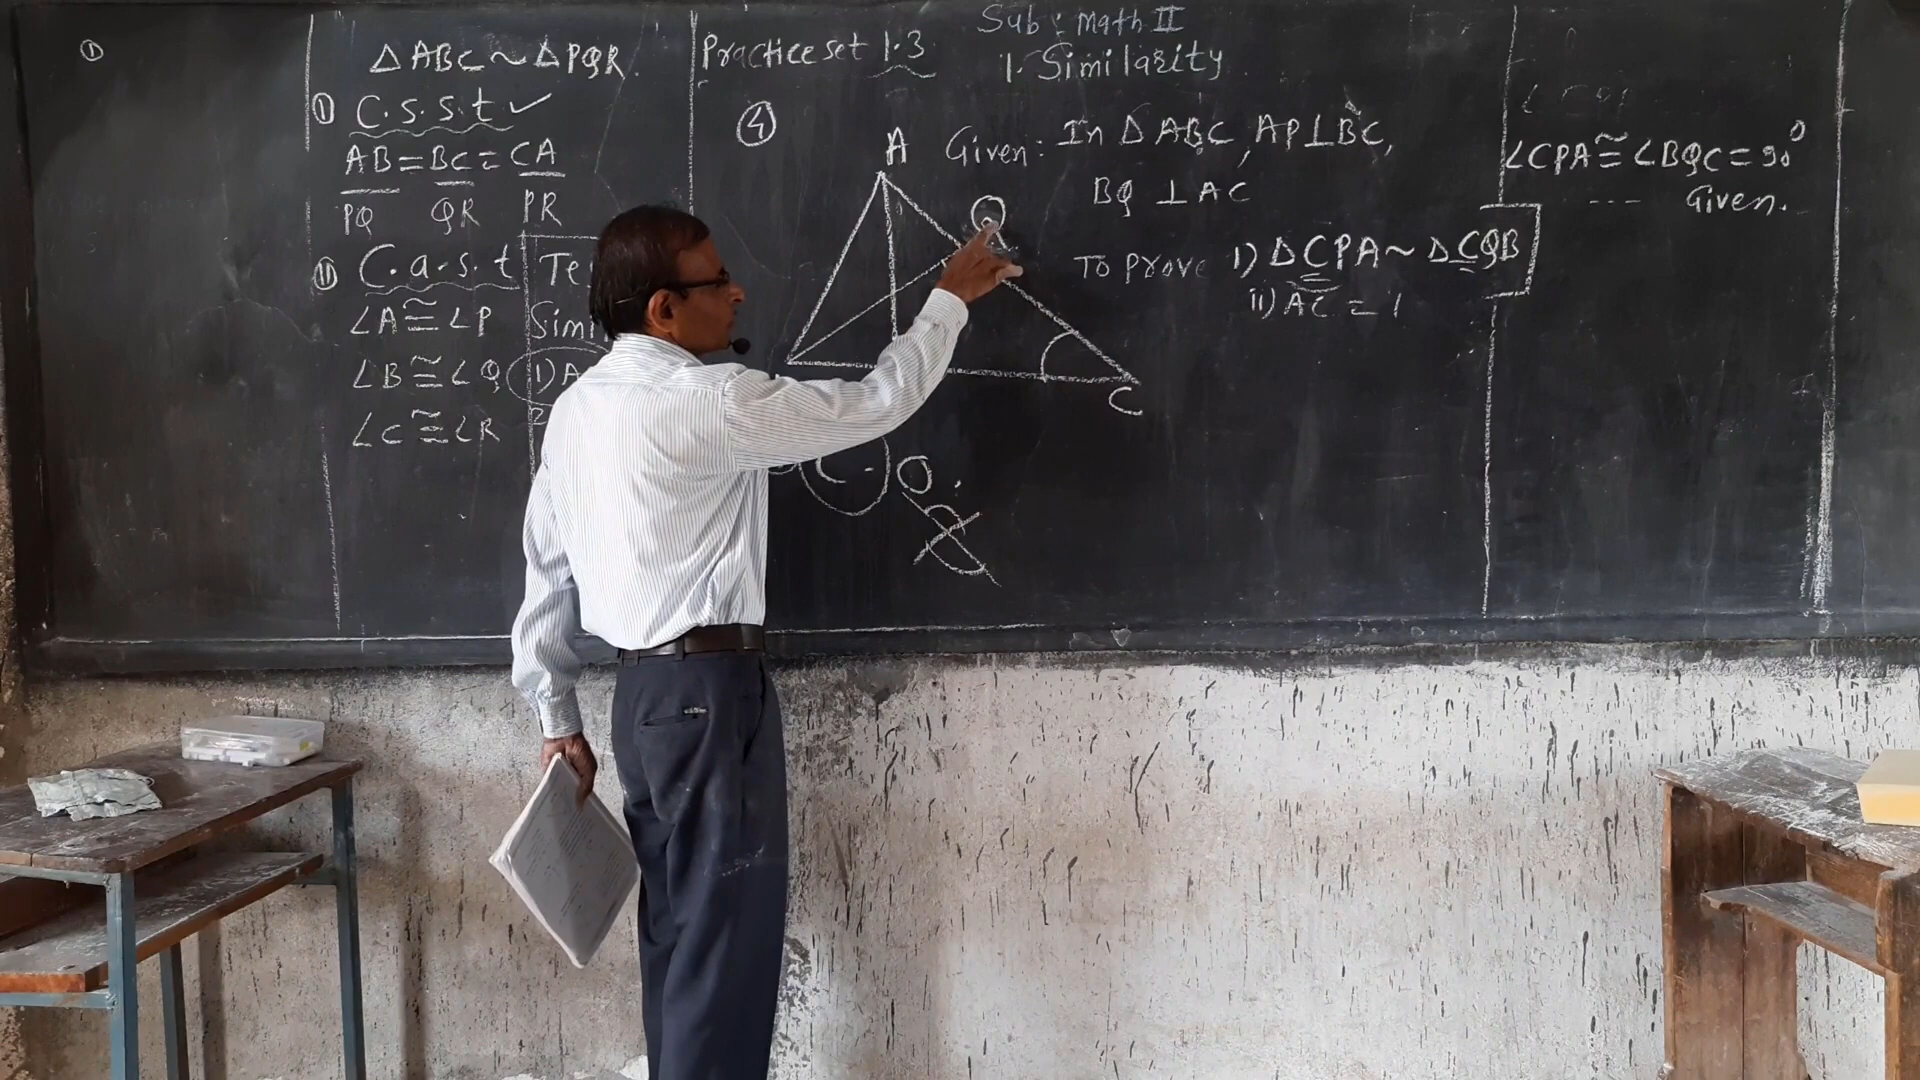 ①
Δ ABC ~ Δ PQR.
① C.s.s.t ✓
AB = BC = CA
PQ QR PR
② C.a.s.t
∠A ≅ ∠P
∠B ≅ ∠Q
∠C ≅ ∠R
1) A
Sub : Math II
Practice set 1.3
1. Similarity
④
A
Q
C
Given: In Δ ABC, AP ⊥ BC,
BQ ⊥ AC
To prove 1) Δ CPA ~ Δ CQB
ii) AC = 1
∠CPA ≅ ∠BQC = 90°
--- Given.